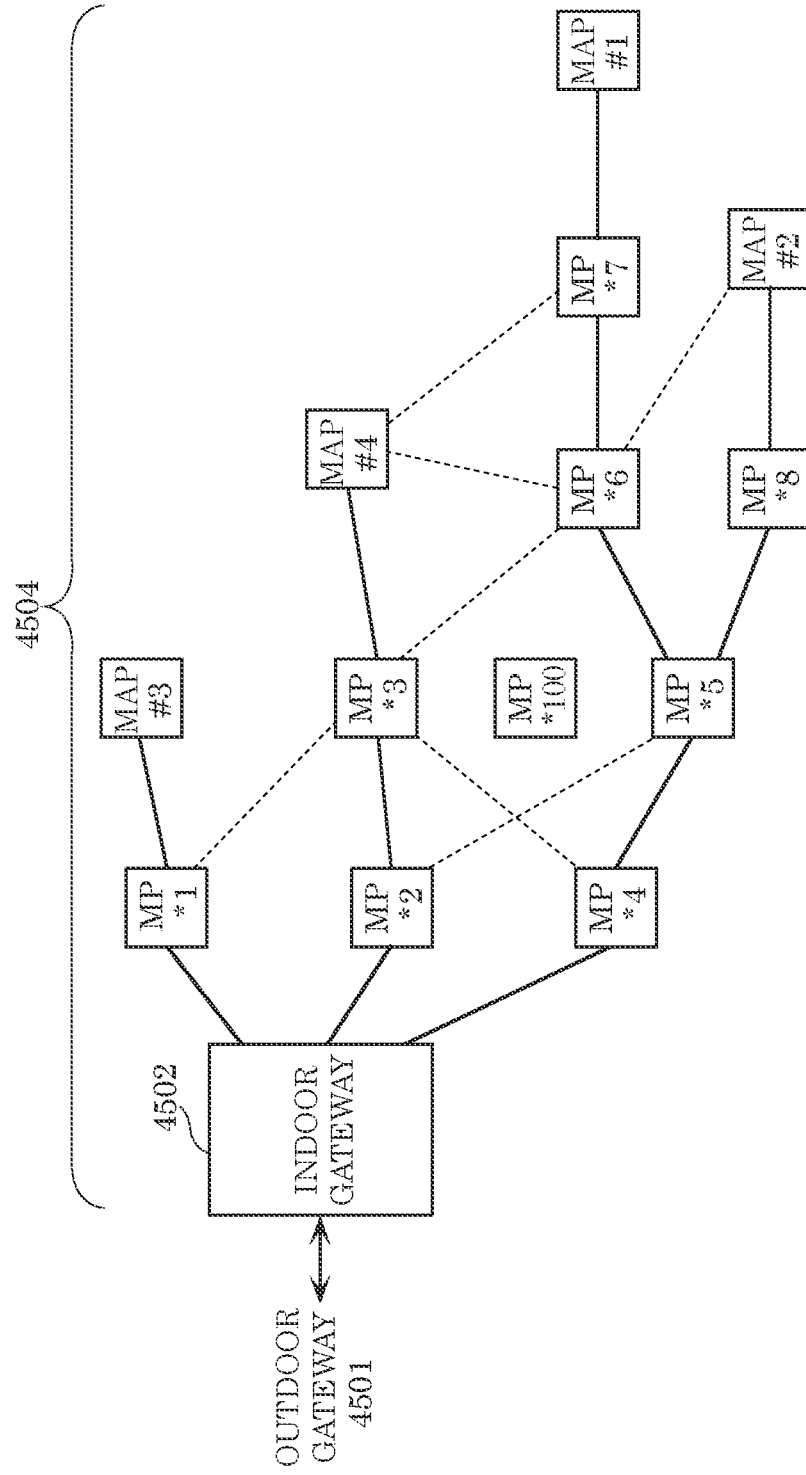 4504
OUTDOOR
GATEWAY
4501
4502
INDOOR
GATEWAY
MP
*1
MAP
#3
MP
*2
MP
*3
MAP
#4
MP
*4
MP
*100
MP
*5
MP
*6
MP
*7
MAP
#1
MP
*8
MAP
#2